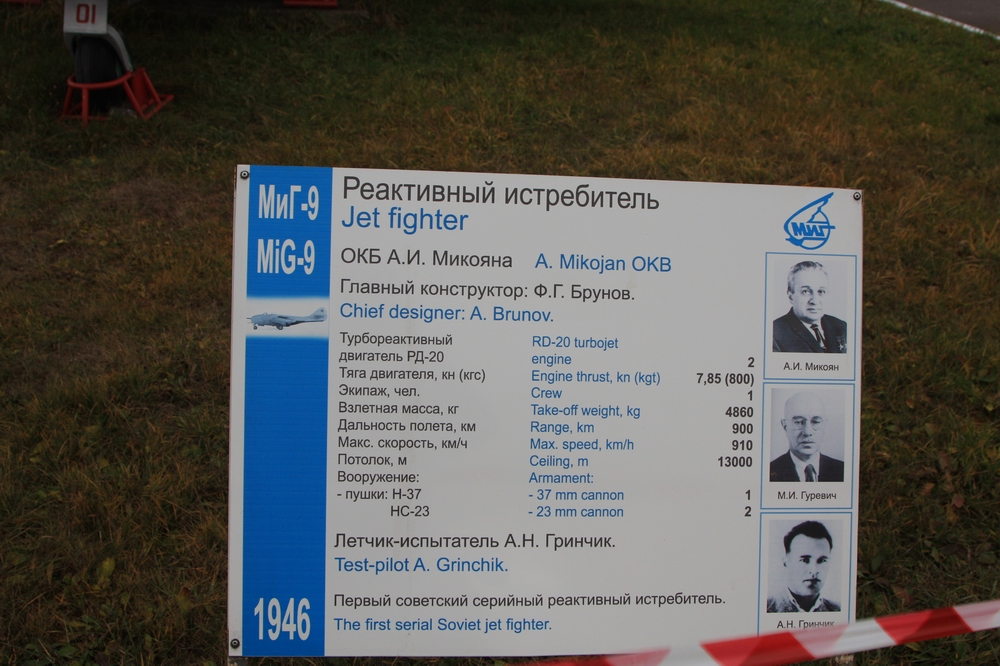 01
МиГ-9
MiG-9
1946
Реактивный истребитель
Jet fighter
ОКБ А.И. Микояна A. Mikojan OKB
Главный конструктор: Ф.Г. Брунов.
Chief designer: A. Brunov.
Турбореактивный RD-20 turbojet
двигатель РД-20 engine 2
Тяга двигателя, кн (кгс) Engine thrust, kn (kgt) 7,85 (800)
Экипаж, чел. Crew 1
Взлетная масса, кг Take-off weight, kg 4860
Дальность полета, км Range, km 900
Макс. скорость, км/ч Max. speed, km/h 910
Потолок, м Ceiling, m 13000
Вооружение: Armament:
- пушки: Н-37 - 37 mm cannon 1
НС-23 - 23 mm cannon 2
Летчик-испытатель А.Н. Гринчик.
Test-pilot A. Grinchik.
Первый советский серийный реактивный истребитель.
The first serial Soviet jet fighter.
МИГ
А.И. Микоян
М.И. Гуревич
А.Н. Гринчик